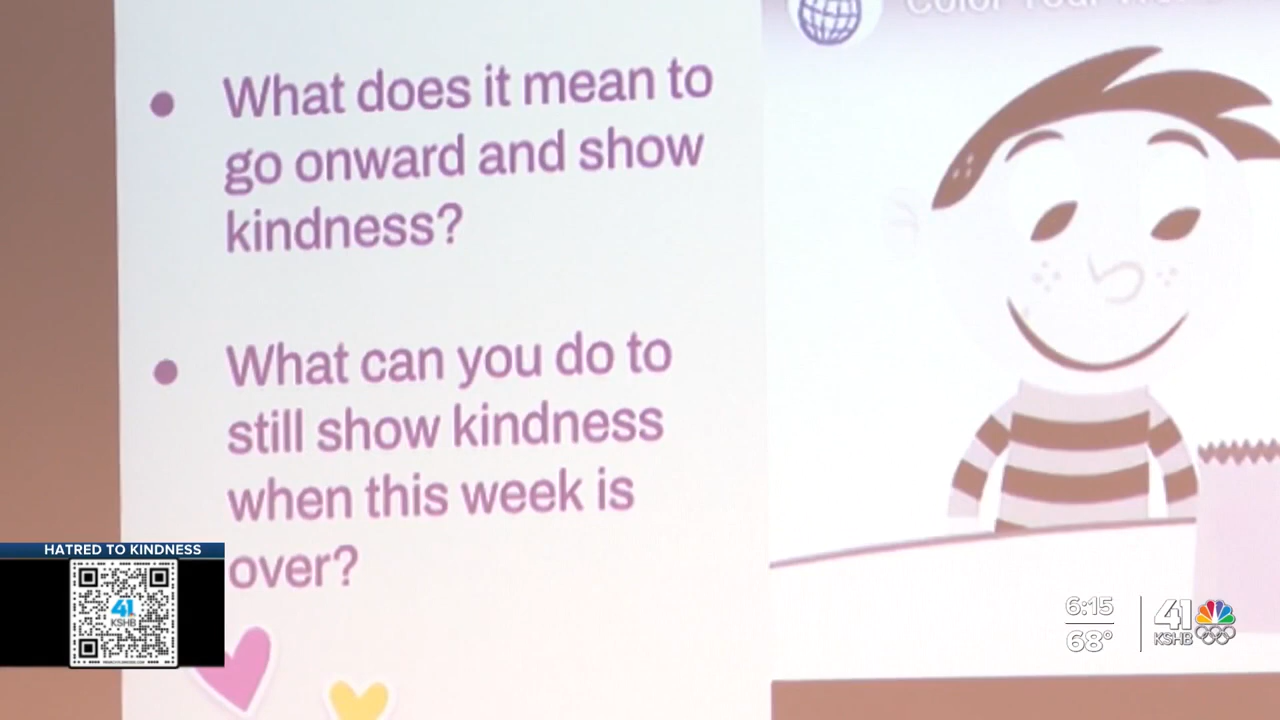 What does it mean to
go onward and show
kindness?
What can you do to
still show kindness
when this week is
over?
HATRED TO KINDNESS
41
KSHB
6:15
68°
41
KSHB